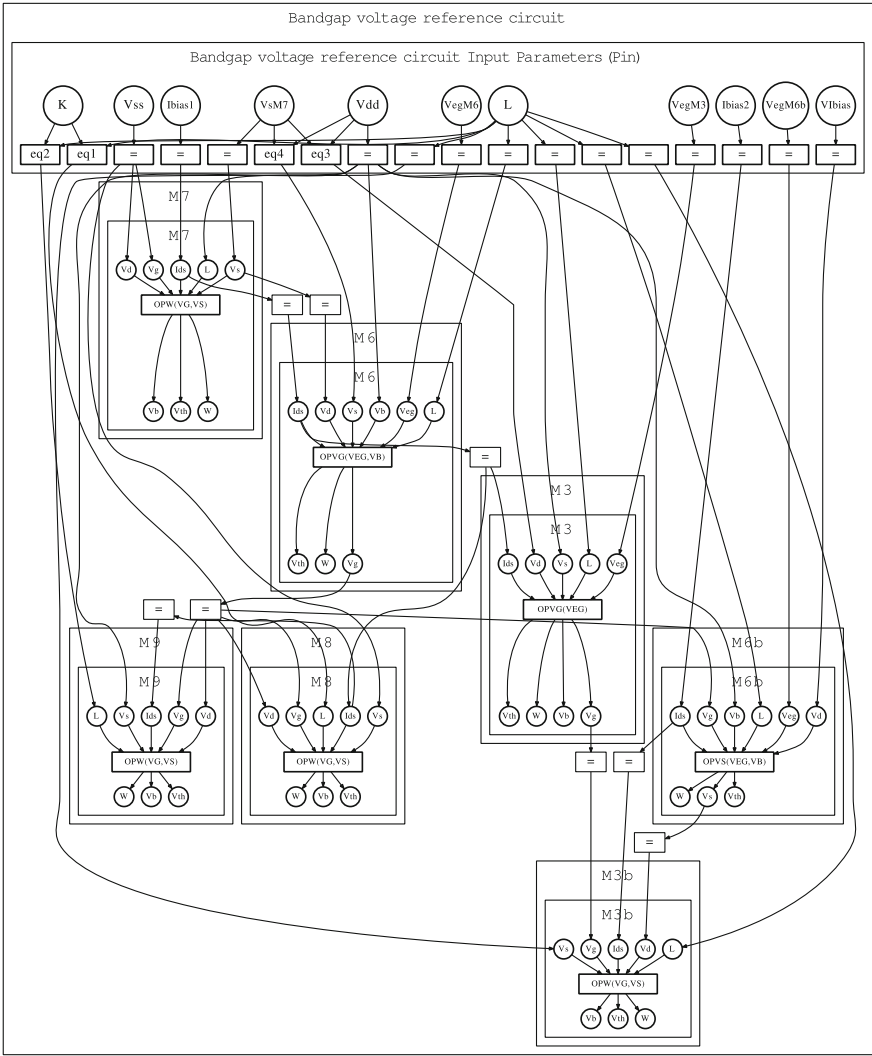 Bandgap voltage reference circuit
Bandgap voltage reference circuit Input Parameters (Pin)
K Vss Ibias1 VsM7 Vdd VegM6 L VegM3 Ibias2 VegM6b VIbias
eq2 eq1 = = = eq4 eq3 = = = = = = = = = = =
M7
M7
Vd Vg Ids L Vs
OPW(VG,VS)
= =
M6
M6
Vb Vth W
Ids Vd Vs Vb Veg L
OPVG(VEG,VB)
=
M3
M3
Vth W Vg
Ids Vd Vs L Veg
OPVG(VEG)
= =
M9 M8 M6b
M9 M8 M6b
L Vs Ids Vg Vd
Vd Vg L Ids Vs
Vth W Vb Vg
Ids Vg Vb L Veg Vd
OPW(VG,VS) OPW(VG,VS) = = OPVS(VEG,VB)
W Vb Vth
W Vb Vth
W Vs Vth
=
M3b
M3b
Vs Vg Ids Vd L
OPW(VG,VS)
Vb Vth W